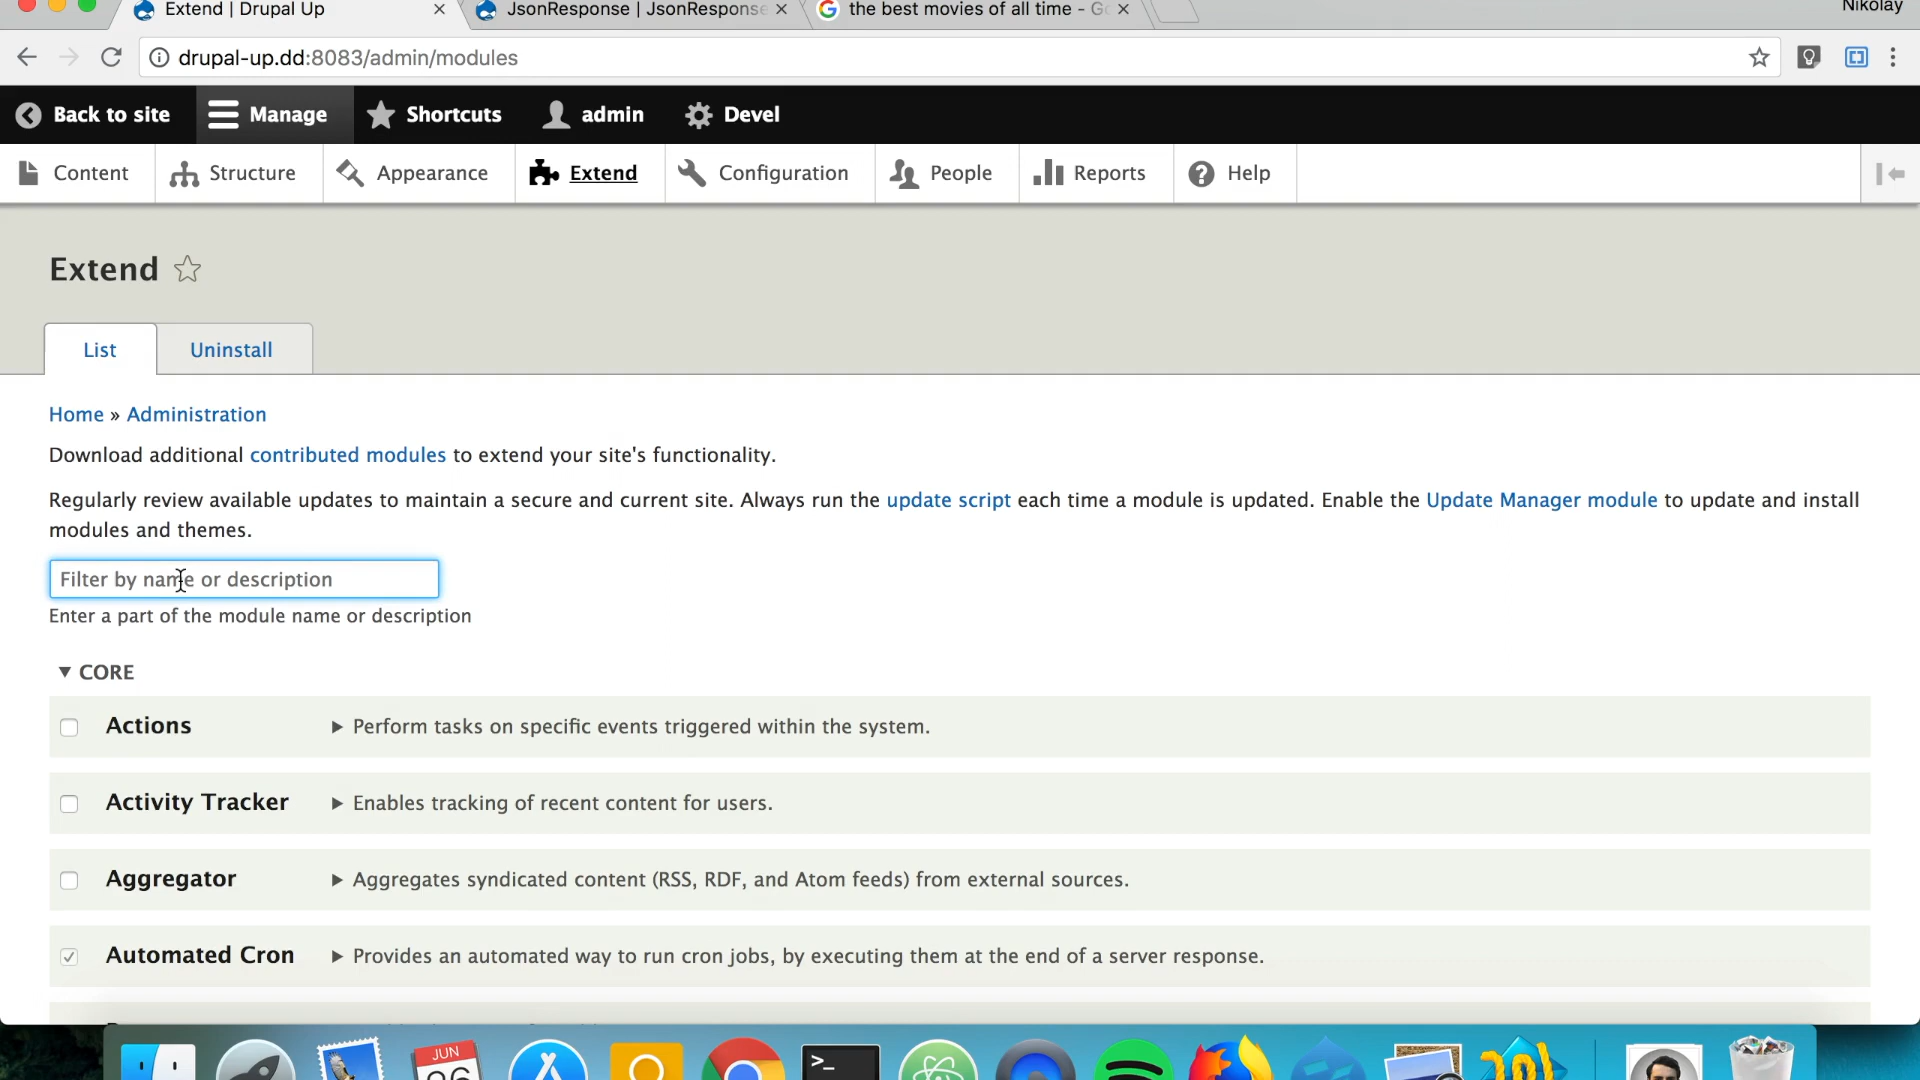 Extend | Drupal Up
JsonResponse | JsonResponse
the best movies of all time - Go
Nikolay
drupal-up.dd:8083/admin/modules
Back to site
Manage
Shortcuts
admin
Devel
Content
Structure
Appearance
Extend
Configuration
People
Reports
Help
Extend
List
Uninstall
Home » Administration
Download additional contributed modules to extend your site's functionality.
Regularly review available updates to maintain a secure and current site. Always run the update script each time a module is updated. Enable the Update Manager module to update and install
modules and themes.
Filter by name or description
Enter a part of the module name or description
▼ CORE
Actions
▶ Perform tasks on specific events triggered within the system.
Activity Tracker
▶ Enables tracking of recent content for users.
Aggregator
▶ Aggregates syndicated content (RSS, RDF, and Atom feeds) from external sources.
Automated Cron
▶ Provides an automated way to run cron jobs, by executing them at the end of a server response.
JUN
26
>_